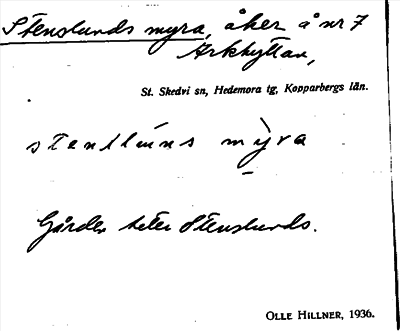 Stenslunds myra, åker å nr 7
Arkhyttan,
St. Skedvi sn, Hedemora tg, Kopparbergs län.
stensluns myra
Gården heter Stenslunds.
OLLE HILLNER, 1936.